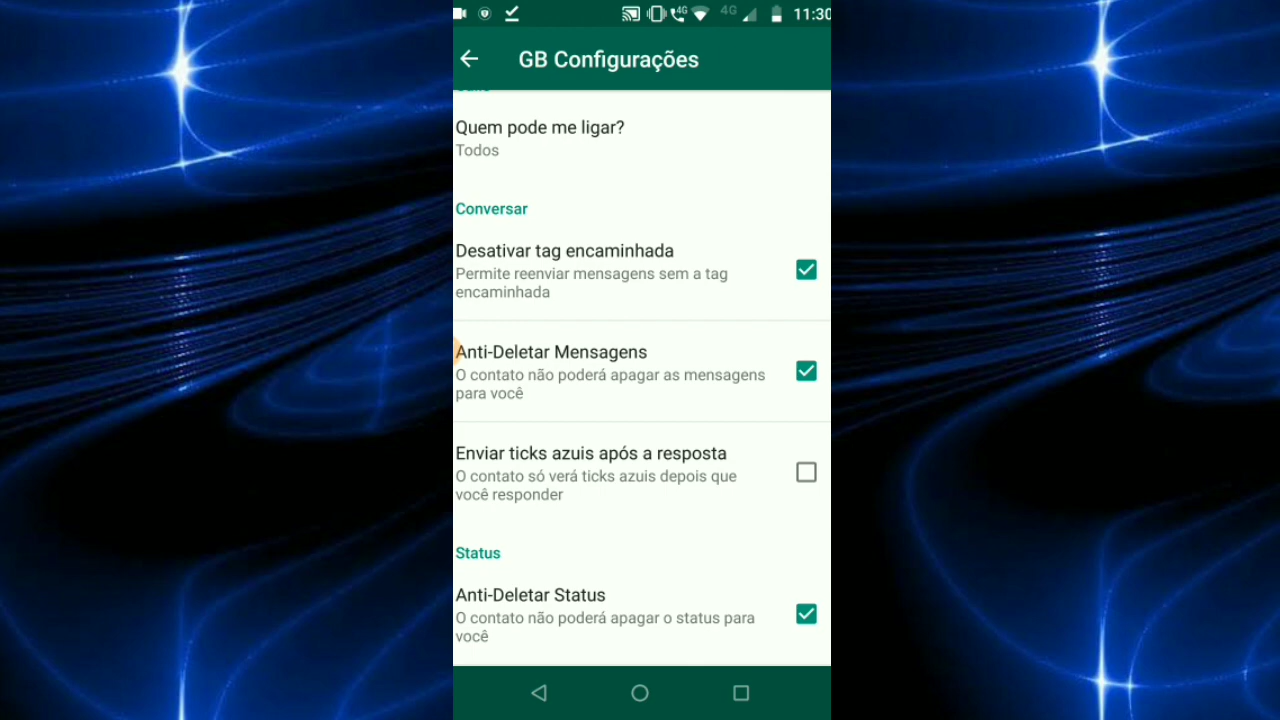 4G 4G 11:30
GB Configurações
Quem pode me ligar?
Todos
Conversar
Desativar tag encaminhada
Permite reenviar mensagens sem a tag
encaminhada
Anti-Deletar Mensagens
O contato não poderá apagar as mensagens
para você
Enviar ticks azuis após a resposta
O contato só verá ticks azuis depois que
você responder
Status
Anti-Deletar Status
O contato não poderá apagar o status para
você